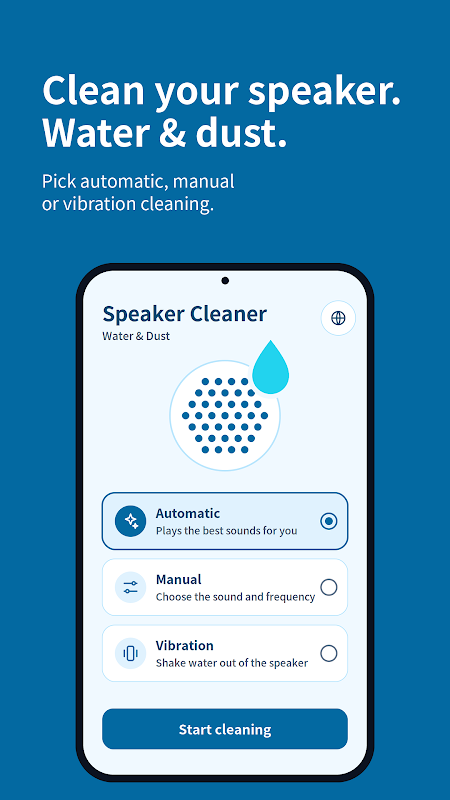 Clean your speaker.
Water & dust.
Pick automatic, manual
or vibration cleaning.
Speaker Cleaner
Water & Dust
Automatic
Plays the best sounds for you
Manual
Choose the sound and frequency
Vibration
Shake water out of the speaker
Start cleaning